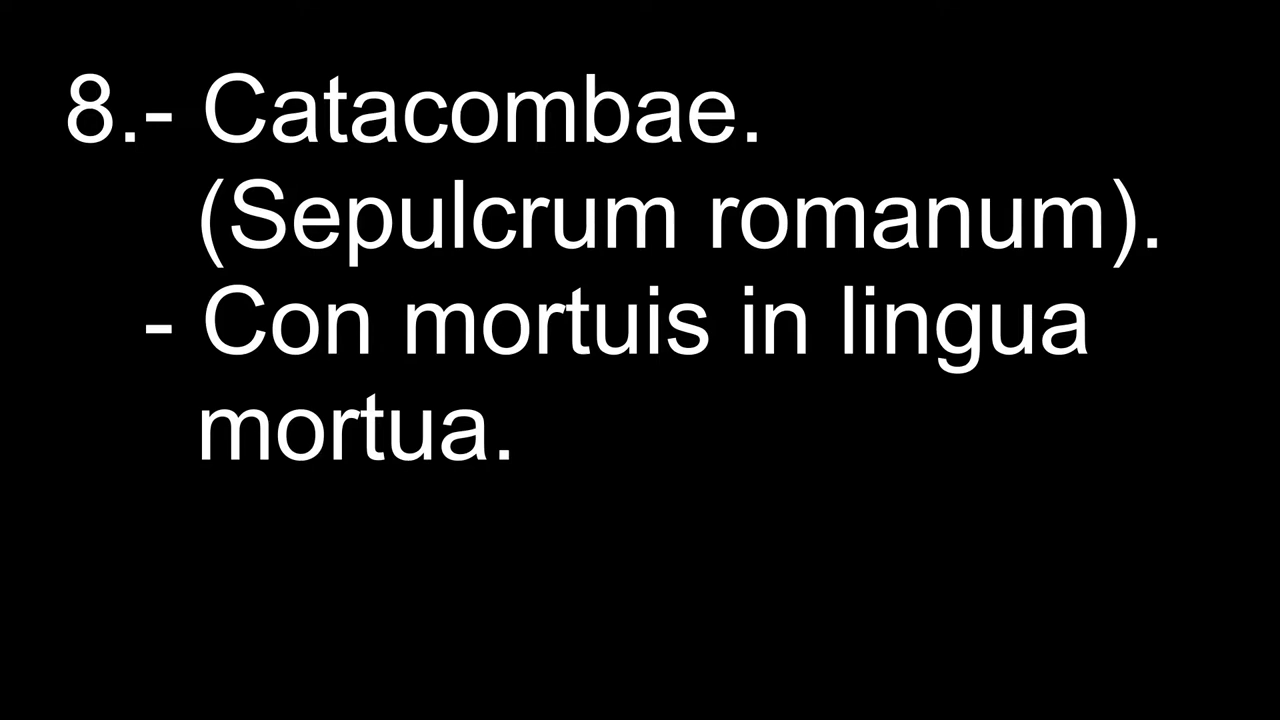 8.- Catacombae.
(Sepulcrum romanum).
- Con mortuis in lingua
mortua.